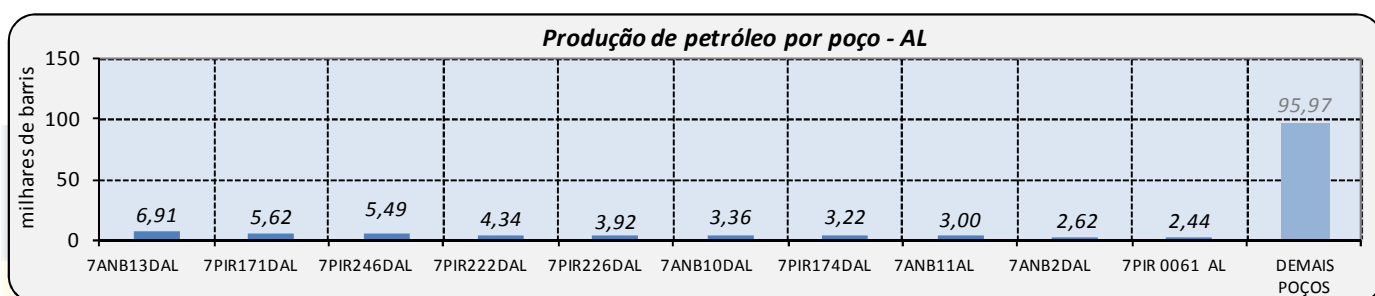 Produção de petróleo por poço - AL
milhares de barris
150
100
50
0
6,91
5,62
5,49
4,34
3,92
3,36
3,22
3,00
2,62
2,44
95,97
7ANB13DAL
7PIR171DAL
7PIR246DAL
7PIR222DAL
7PIR226DAL
7ANB10DAL
7PIR174DAL
7ANB11AL
7ANB2DAL
7PIR 0061 AL
DEMAIS
POÇOS